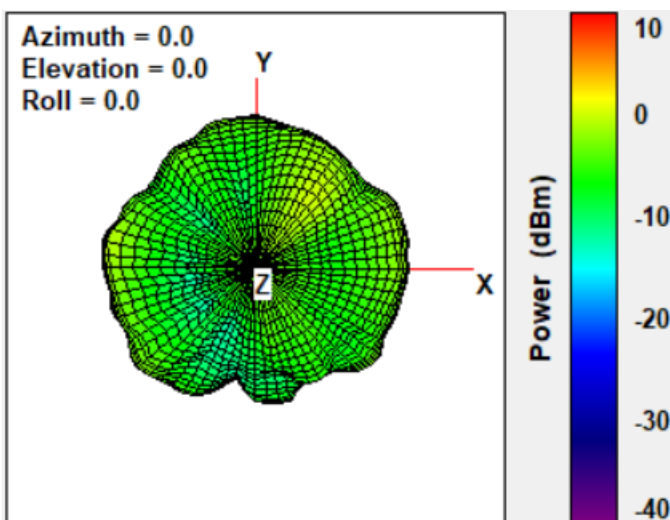 Azimuth = 0.0
Elevation = 0.0
Roll = 0.0
Y
X
Z
Power (dBm)
10
0
-10
-20
-30
-40